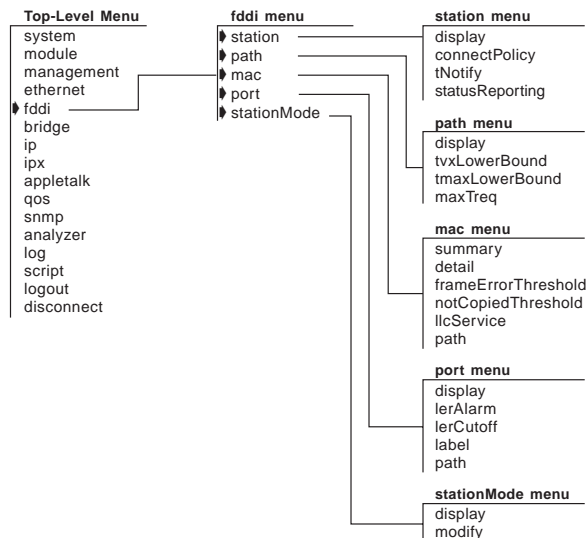 Top-Level Menu
system
module
management
ethernet
fddi
bridge
ip
ipx
appletalk
qos
snmp
analyzer
log
script
logout
disconnect
fddi menu
station
path
mac
port
stationMode
station menu
display
connectPolicy
tNotify
statusReporting
path menu
display
tvxLowerBound
tmaxLowerBound
maxTreq
mac menu
summary
detail
frameErrorThreshold
notCopiedThreshold
llcService
path
port menu
display
lerAlarm
lerCutoff
label
path
stationMode menu
display
modify